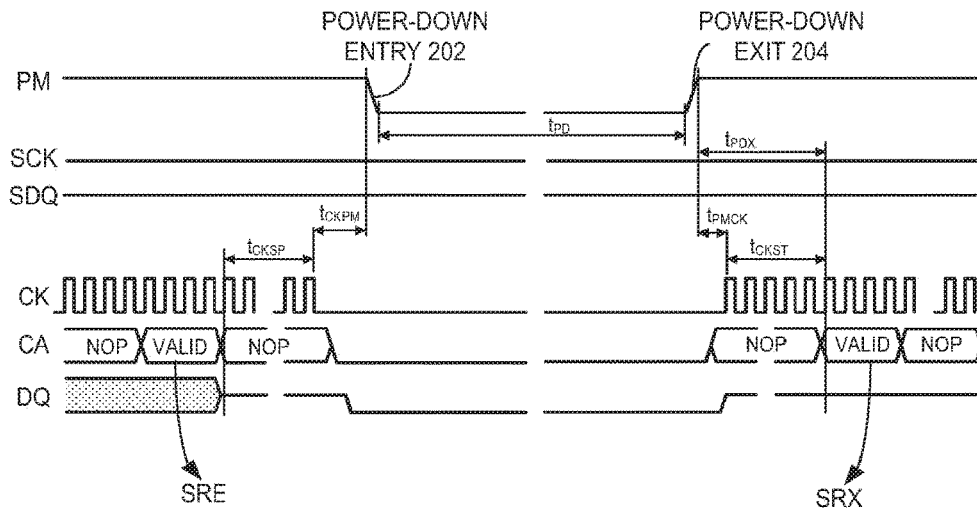 POWER-DOWN
ENTRY 202
POWER-DOWN
EXIT 204
PM
tPD
SCK
tPDX
SDQ
tCKPM
tPMCK
tCKSP
tCKST
CK
CA
NOP
VALID
NOP
NOP
VALID
NOP
DQ
SRE
SRX